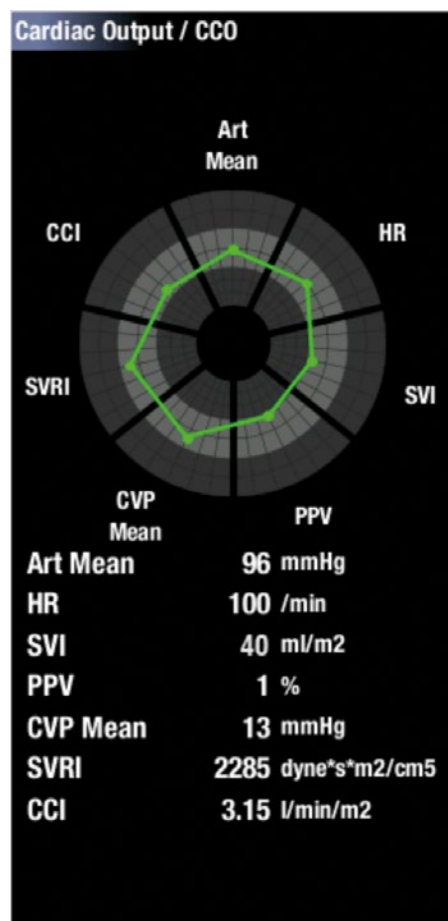 Cardiac Output / CCO
Art
Mean
CCI
HR
SVRI
SVI
CVP
Mean
PPV
Art Mean 96 mmHg
HR 100 /min
SVI 40 ml/m2
PPV 1 %
CVP Mean 13 mmHg
SVRI 2285 dyne*s*m2/cm5
CCI 3.15 l/min/m2